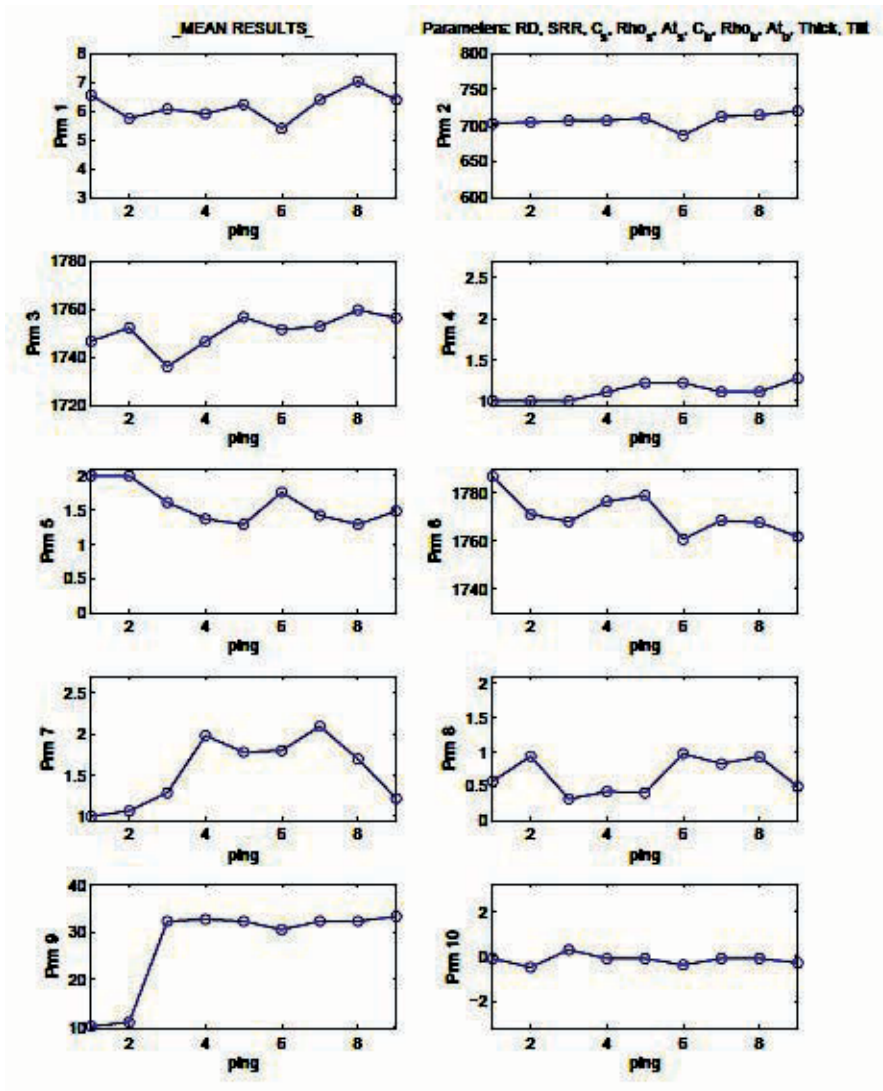 _MEAN RESULTS_
Parameters: RD, SRR, C_s, Rho_s, At_s, C_b, Rho_b, At_b, Thick, Tilt
8
7
6
5
4
3
Prm 1
2 4 6 8
ping
800
750
700
650
600
Prm 2
2 4 6 8
ping
1780
1760
1740
1720
Prm 3
2 4 6 8
ping
2.5
2
1.5
1
Prm 4
2 4 6 8
ping
2
1.5
1
0.5
0
Prm 5
2 4 6 8
ping
1780
1760
1740
Prm 6
2 4 6 8
ping
2.5
2
1.5
1
Prm 7
2 4 6 8
ping
2
1.5
1
0.5
0
Prm 8
2 4 6 8
ping
40
30
20
10
Prm 9
2 4 6 8
ping
2
0
−2
Prm 10
2 4 6 8
ping